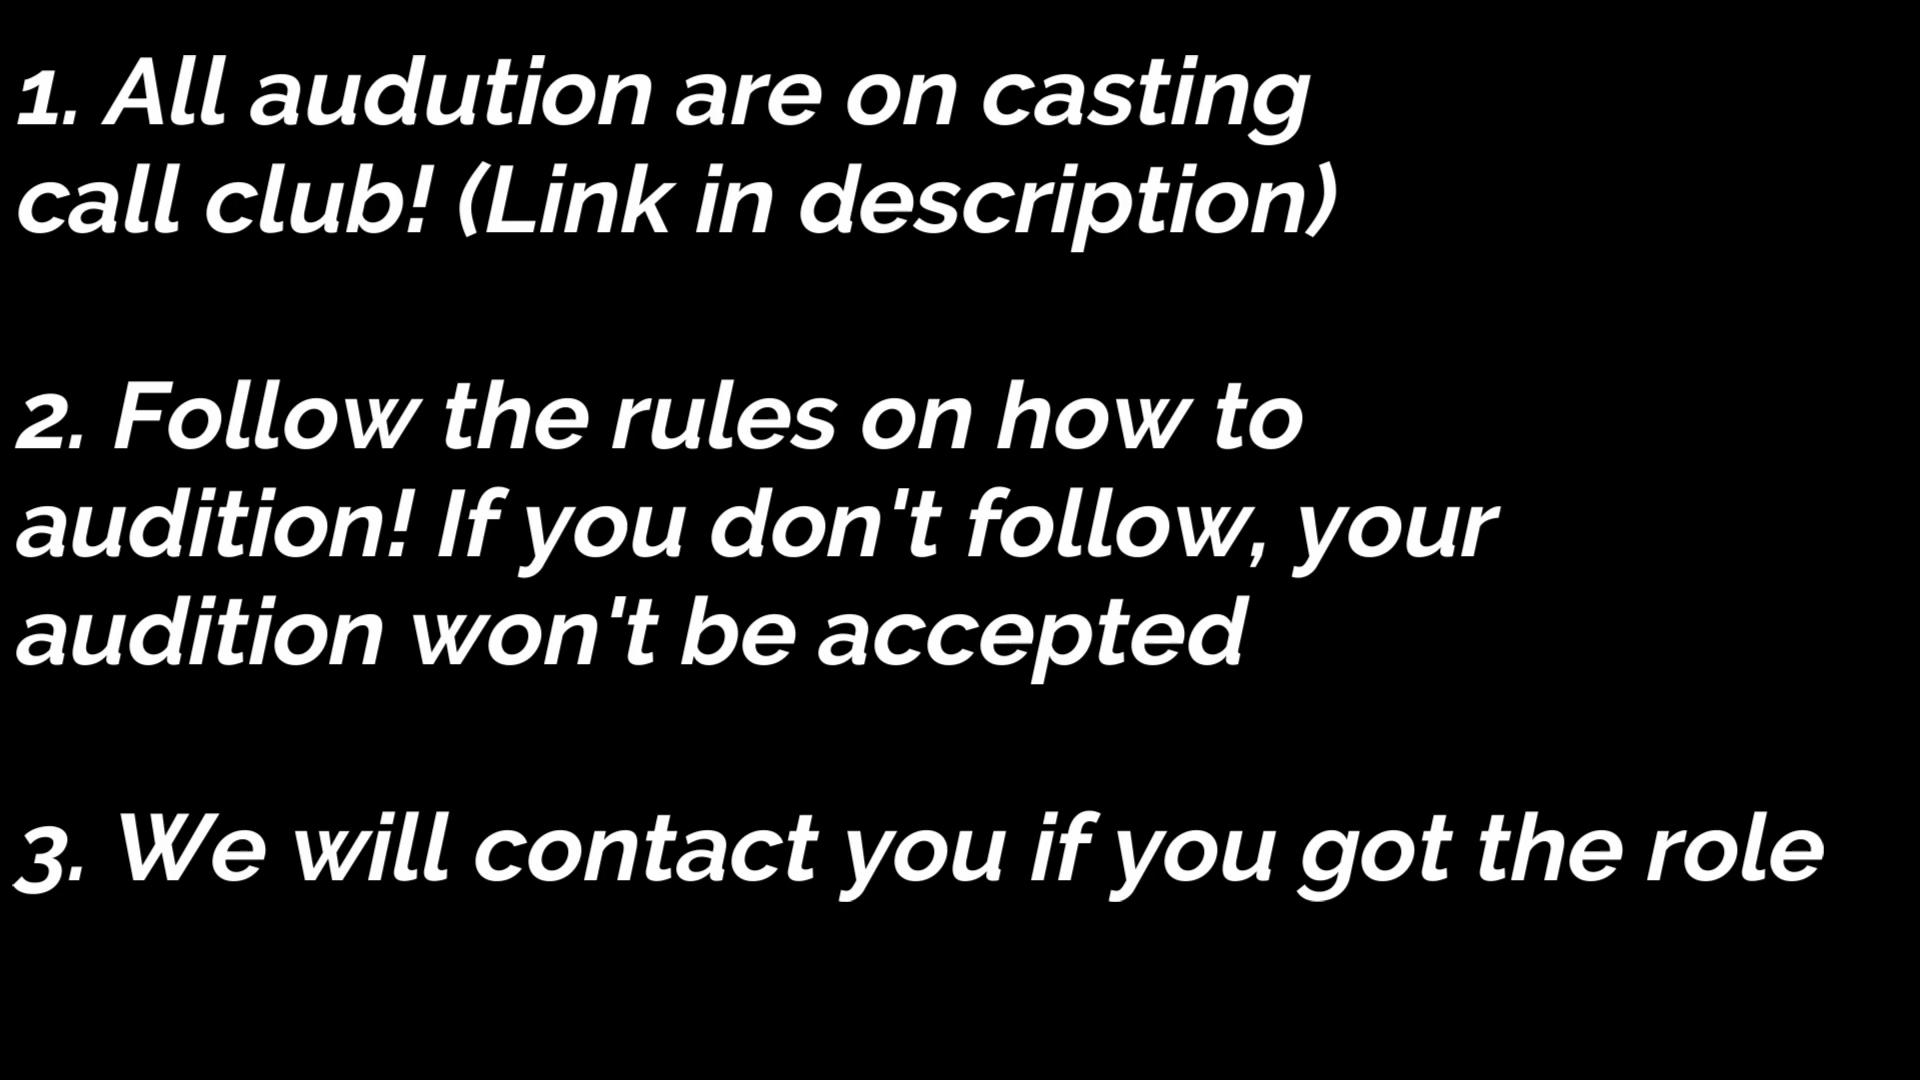 1. All audution are on casting
call club! (Link in description)
2. Follow the rules on how to
audition! If you don't follow, your
audition won't be accepted
3. We will contact you if you got the role